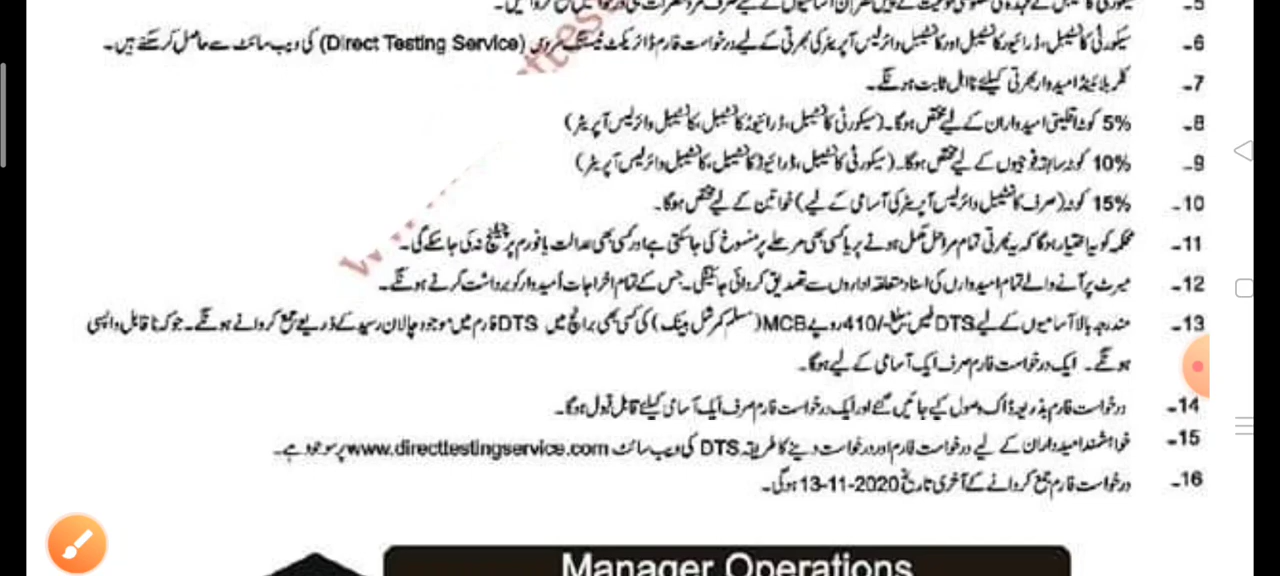 6- سیکورٹی کانسٹیبل، ڈرائیور کانسٹیبل اور کانسٹیبل وائرلیس آپریٹر کی بھرتی کے لیے درخواست فارم ڈائریکٹ ٹیسٹنگ سروس (Direct Testing Service) کی ویب سائٹ سے حاصل کر سکتے ہیں۔
7- کلر بلائینڈ امیدوار بھرتی کیلئے نااہل ثابت ہونگے۔
8- 5% کوٹہ اقلیتی امیدواران کے لیے مختص ہوگا۔ (سیکورٹی کانسٹیبل، ڈرائیور کانسٹیبل، کانسٹیبل وائرلیس آپریٹر)
9- 10% کوٹہ سابقہ فوجیوں کے لیے مختص ہوگا۔ (سیکورٹی کانسٹیبل، ڈرائیور کانسٹیبل، کانسٹیبل وائرلیس آپریٹر)
10- 15% کوٹہ (صرف کانسٹیبل وائرلیس آپریٹر کی آسامی کے لیے) خواتین کے لیے مختص ہوگا۔
11- محکمہ کو یہ اختیار ہوگا کہ یہ بھرتی تمام مراحل مکمل ہونے پر یا کسی بھی مرحلے پر منسوخ کی جاسکتی ہے اور کسی بھی عدالت یا فورم پر چیلنج نہ کی جاسکے گی۔
12- میرٹ پر آنے والے تمام امیدواروں کی اسناد متعلقہ اداروں سے تصدیق کروائی جائینگی۔ جس کے تمام اخراجات اُمیدوار کو برداشت کرنے ہونگے۔
13- مندرجہ بالا آسامیوں کے لیے DTS فیس مبلغ -/410 روپے MCB (مسلم کمرشل بینک) کی کسی بھی برانچ میں DTS فارم میں موجود چالان رسید کے ذریعے جمع کروانے ہونگے۔ جو کہ نا قابل واپسی
ہونگے۔ ایک درخواست فارم صرف ایک آسامی کے لیے ہوگا۔
14- درخواست فارم بذریعہ ڈاک وصول کیے جائیں گے اور ایک درخواست فارم صرف ایک آسامی کیلئے قابل قبول ہوگا۔
15- خواہشمند امیدواران کے لیے درخواست فارم اور درخواست دینے کا طریقہ DTS کی ویب سائٹ www.directtestingservice.com پر موجود ہے۔
16- درخواست فارم جمع کروانے کے آخری تاریخ 13-11-2020 ہوگی۔
Manager Operations